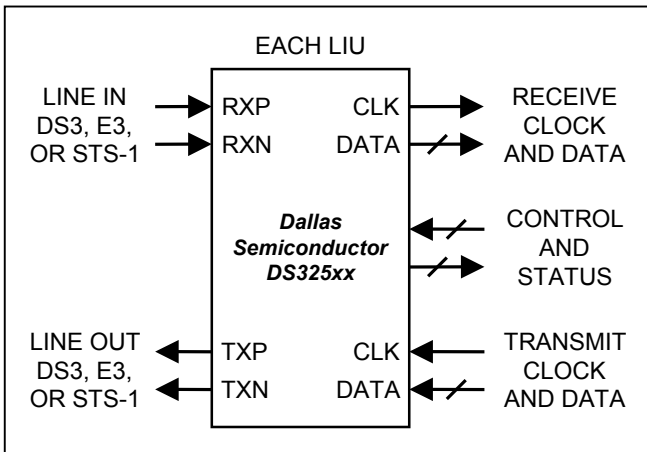 EACH LIU
LINE IN
DS3, E3,
OR STS-1
RXP
RXN
CLK
DATA
RECEIVE
CLOCK
AND DATA
Dallas
Semiconductor
DS325xx
CONTROL
AND
STATUS
LINE OUT
DS3, E3,
OR STS-1
TXP
TXN
CLK
DATA
TRANSMIT
CLOCK
AND DATA